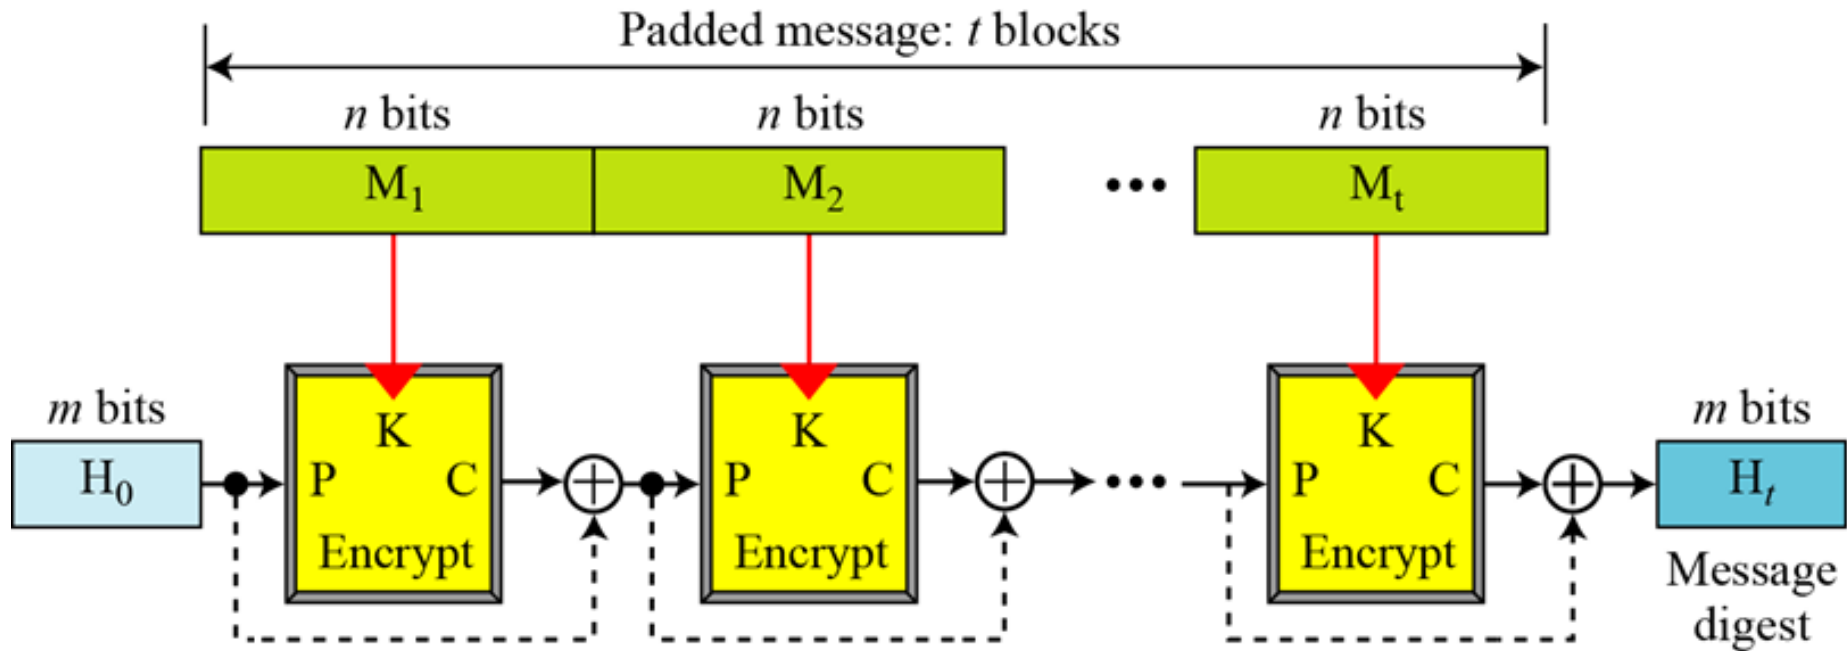 Padded message: t blocks
n bits n bits n bits
M1 M2 ••• Mt
m bits K K K m bits
H0 P C P C ••• P C Ht
Encrypt Encrypt Encrypt Message
digest